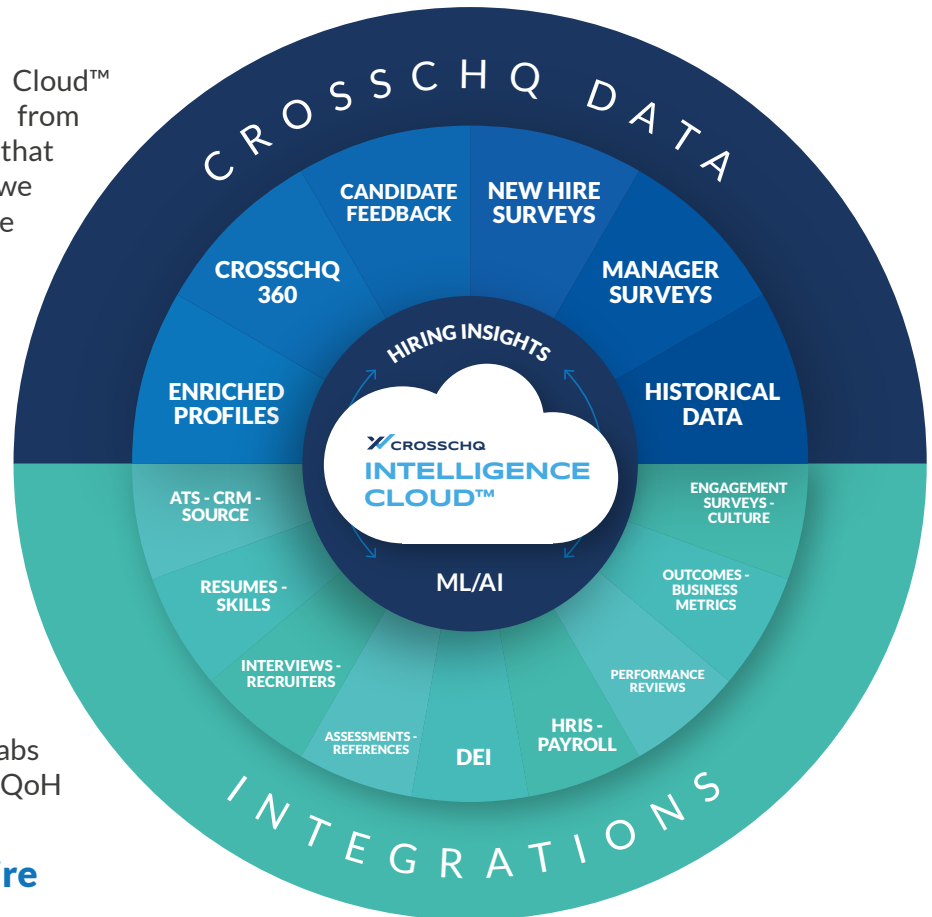 Cloud™
from
that
we
CROSSCHQ DATA
CANDIDATE
FEEDBACK
NEW HIRE
SURVEYS
CROSSCHQ
360
MANAGER
SURVEYS
ENRICHED
PROFILES
HISTORICAL
DATA
HIRING INSIGHTS
CROSSCHQ
INTELLIGENCE
CLOUD™
ML/AI
ATS - CRM -
SOURCE
RESUMES -
SKILLS
INTERVIEWS -
RECRUITERS
ASSESSMENTS -
REFERENCES
DEI
HRIS -
PAYROLL
PERFORMANCE
REVIEWS
OUTCOMES -
BUSINESS
METRICS
ENGAGEMENT
SURVEYS -
CULTURE
INTEGRATIONS
abs
QoH
ire